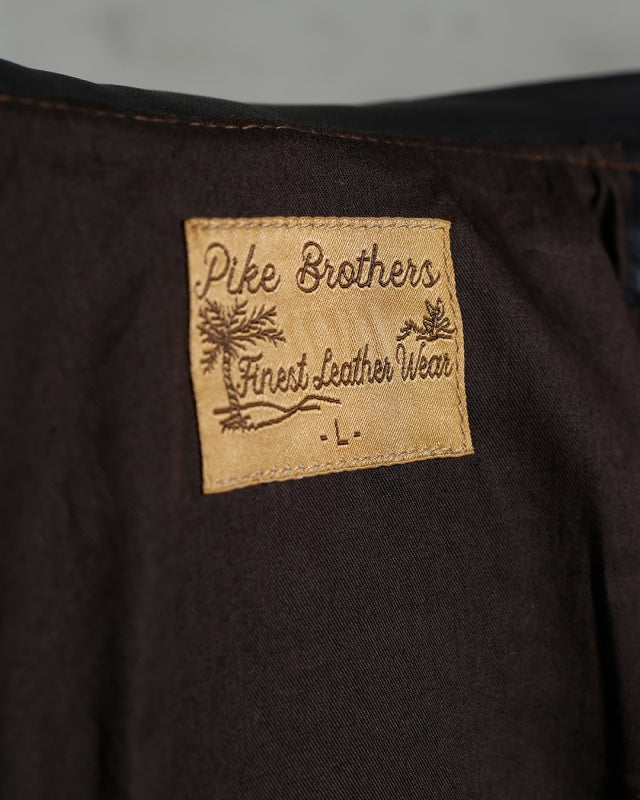 Pike Brothers
Finest Leather Wear
-L-